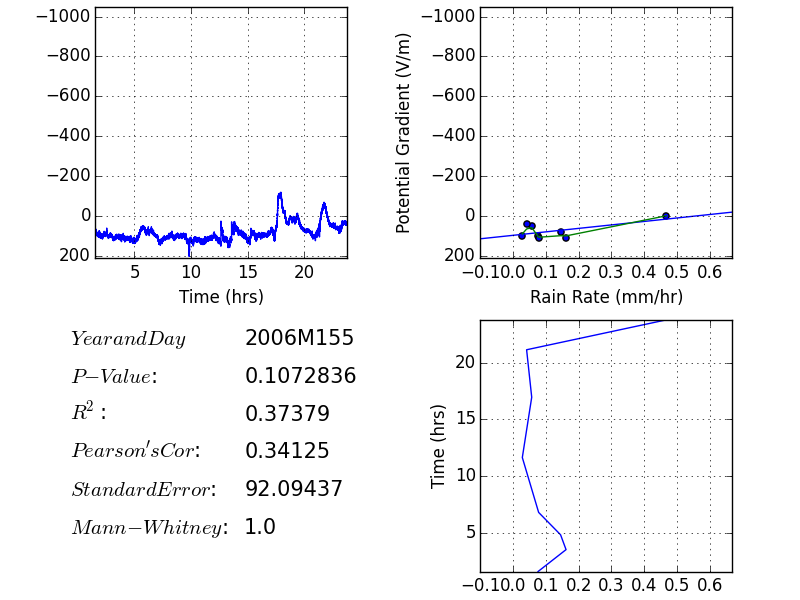 −1000
−800
−600
−400
−200
0
200
5 10 15 20
Time (hrs)
Potential Gradient (V/m)
−1000
−800
−600
−400
−200
0
200
−0.1 0.0 0.1 0.2 0.3 0.4 0.5 0.6
Rain Rate (mm/hr)
YearandDay 2006M155
P−Value: 0.1072836
R²: 0.37379
Pearson'sCor: 0.34125
StandardError: 92.09437
Mann−Whitney: 1.0
Time (hrs)
20
15
10
5
−0.1 0.0 0.1 0.2 0.3 0.4 0.5 0.6